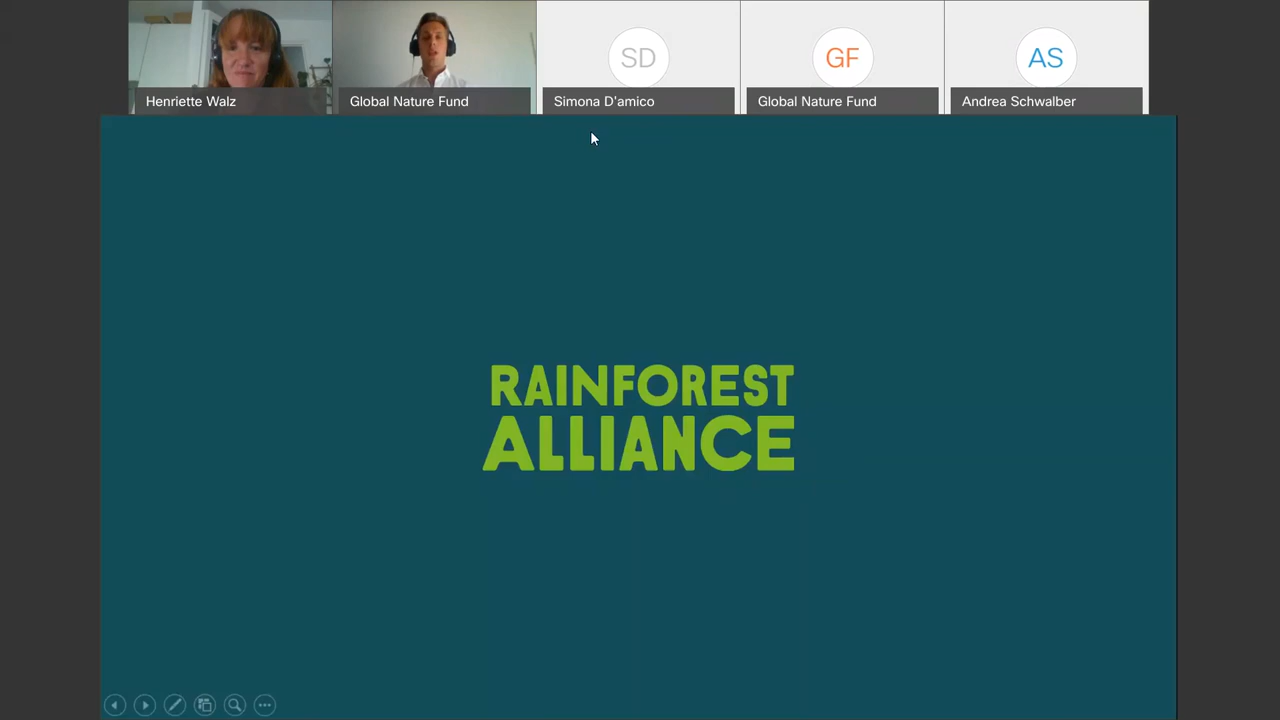 SD
GF
AS
Henriette Walz
Global Nature Fund
Simona D'amico
Global Nature Fund
Andrea Schwalber
RAINFOREST
ALLIANCE